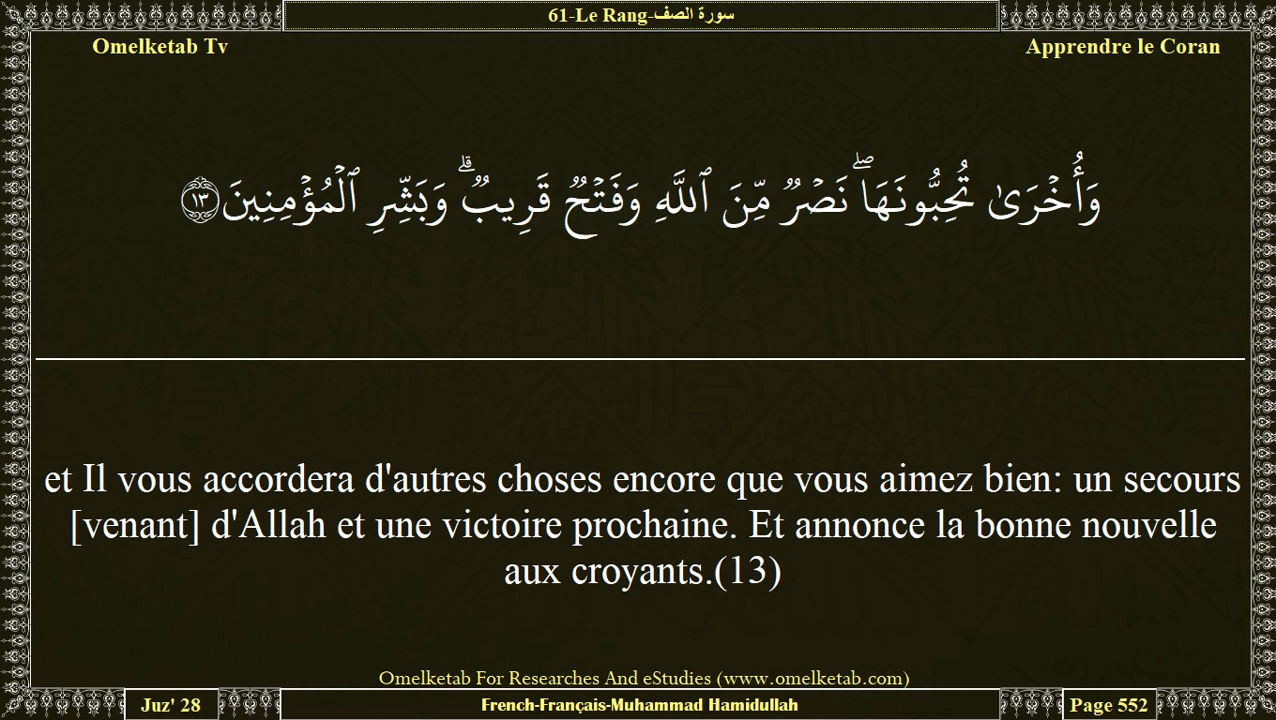 61-Le Rang-سورة الصف
Omelketab Tv
Apprendre le Coran
وَأُخْرَىٰ تُحِبُّونَهَا ۖ نَصْرٌ مِّنَ ٱللَّهِ وَفَتْحٌ قَرِيبٌ ۗ وَبَشِّرِ ٱلْمُؤْمِنِينَ ١٣
et Il vous accordera d'autres choses encore que vous aimez bien: un secours
[venant] d'Allah et une victoire prochaine. Et annonce la bonne nouvelle
aux croyants.(13)
Omelketab For Researches And eStudies (www.omelketab.com)
Juz' 28
French-Français-Muhammad Hamidullah
Page 552